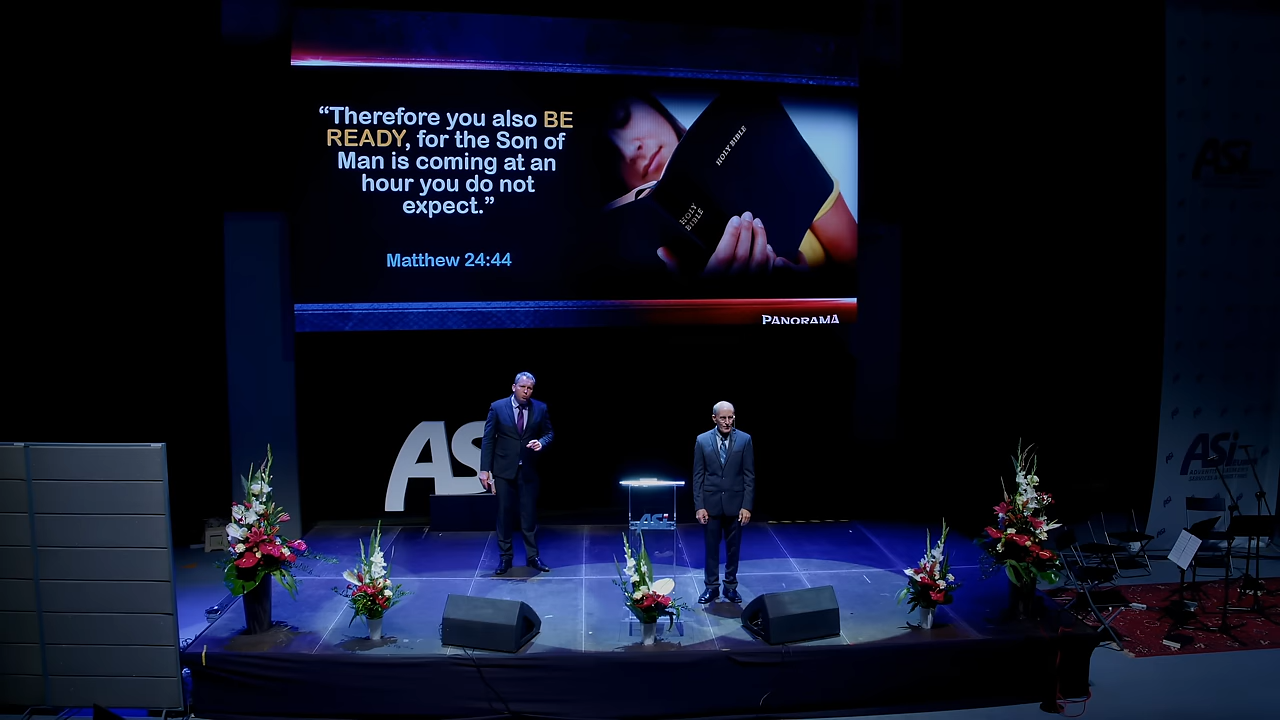 “Therefore you also BE
READY, for the Son of
Man is coming at an
hour you do not
expect.”
Matthew 24:44
HOLY BIBLE
HOLY
BIBLE
PANORAMA
ASi
AS
ASi
ASi